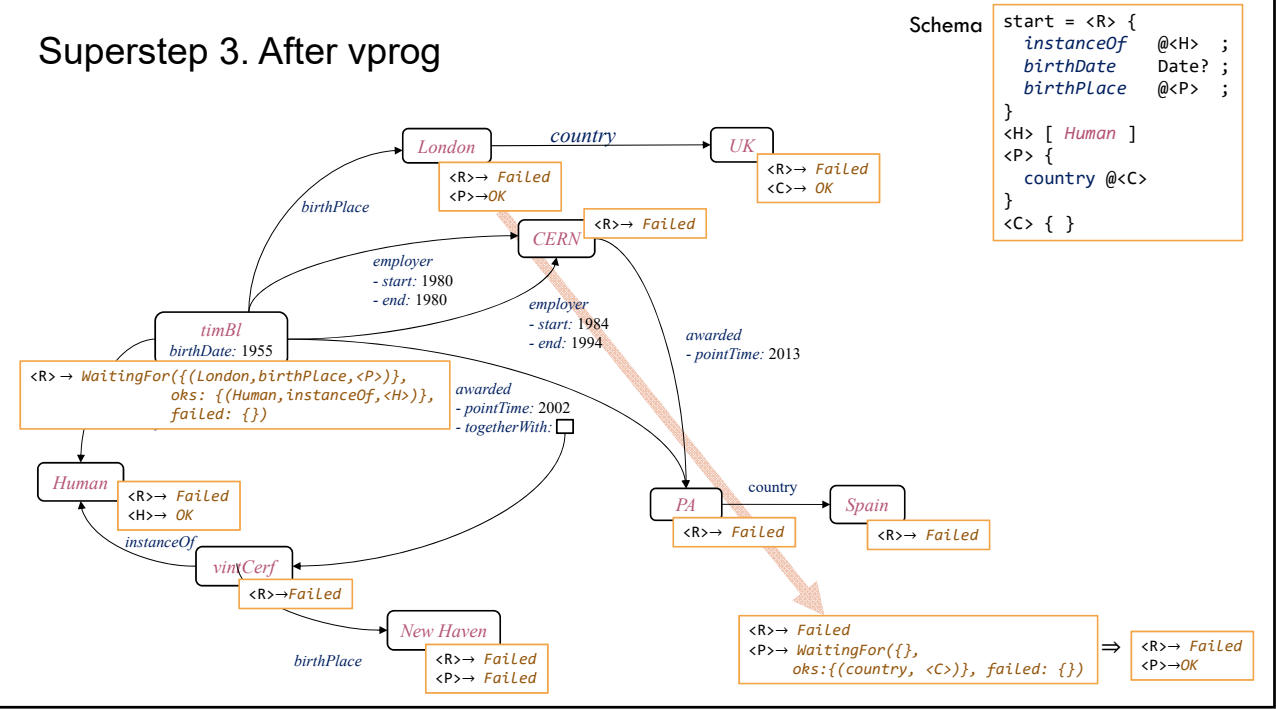 Superstep 3. After vprog
Schema
start = <R> {
instanceOf @<H> ;
birthDate Date? ;
birthPlace @<P> ;
}
<H> [ Human ]
<P> {
country @<C>
}
<C> { }
London
<R>→ Failed
<P>→OK
country
UK
<R>→ Failed
<C>→ OK
birthPlace
CERN
<R>→ Failed
employer
- start: 1980
- end: 1980
employer
- start: 1984
- end: 1994
awarded
- pointTime: 2013
timBl
birthDate: 1955
<R> → WaitingFor({(London,birthPlace,<P>)},
oks: {(Human,instanceOf,<H>)},
failed: {})
awarded
- pointTime: 2002
- togetherWith:
Human
<R>→ Failed
<H>→ OK
PA
<R>→ Failed
country
Spain
<R>→ Failed
instanceOf
vintCerf
<R>→Failed
New Haven
<R>→ Failed
<P>→ Failed
birthPlace
<R>→ Failed
<P>→ WaitingFor({},
oks:{(country, <C>)}, failed: {})
⇒
<R>→ Failed
<P>→OK